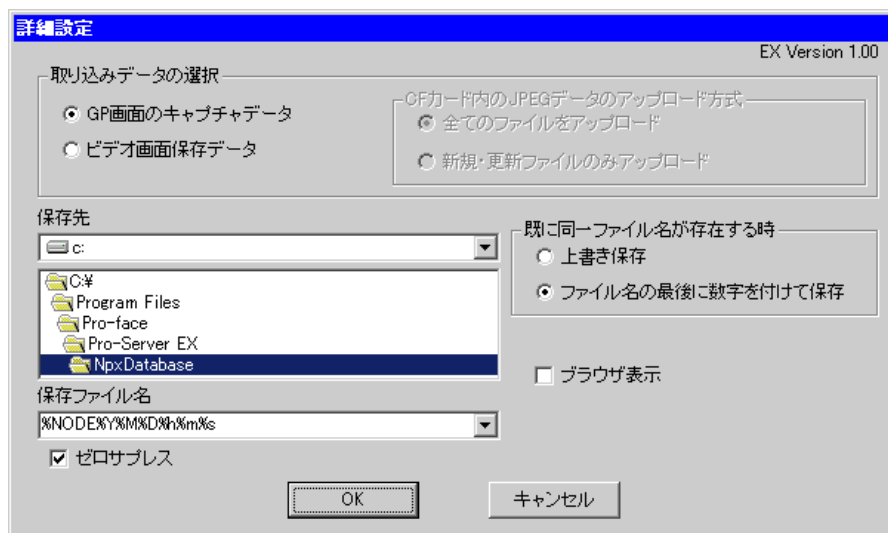 詳細設定
EX Version 1.00
取り込みデータの選択
GP画面のキャプチャデータ
ビデオ画面保存データ
CFカード内のJPEGデータのアップロード方式
全てのファイルをアップロード
新規・更新ファイルのみアップロード
保存先
c:
C:¥
Program Files
Pro-face
Pro-Server EX
NpxDatabase
保存ファイル名
%NODE%Y%M%D%h%m%s
ゼロサプレス
既に同一ファイル名が存在する時
上書き保存
ファイル名の最後に数字を付けて保存
ブラウザ表示
OK
キャンセル